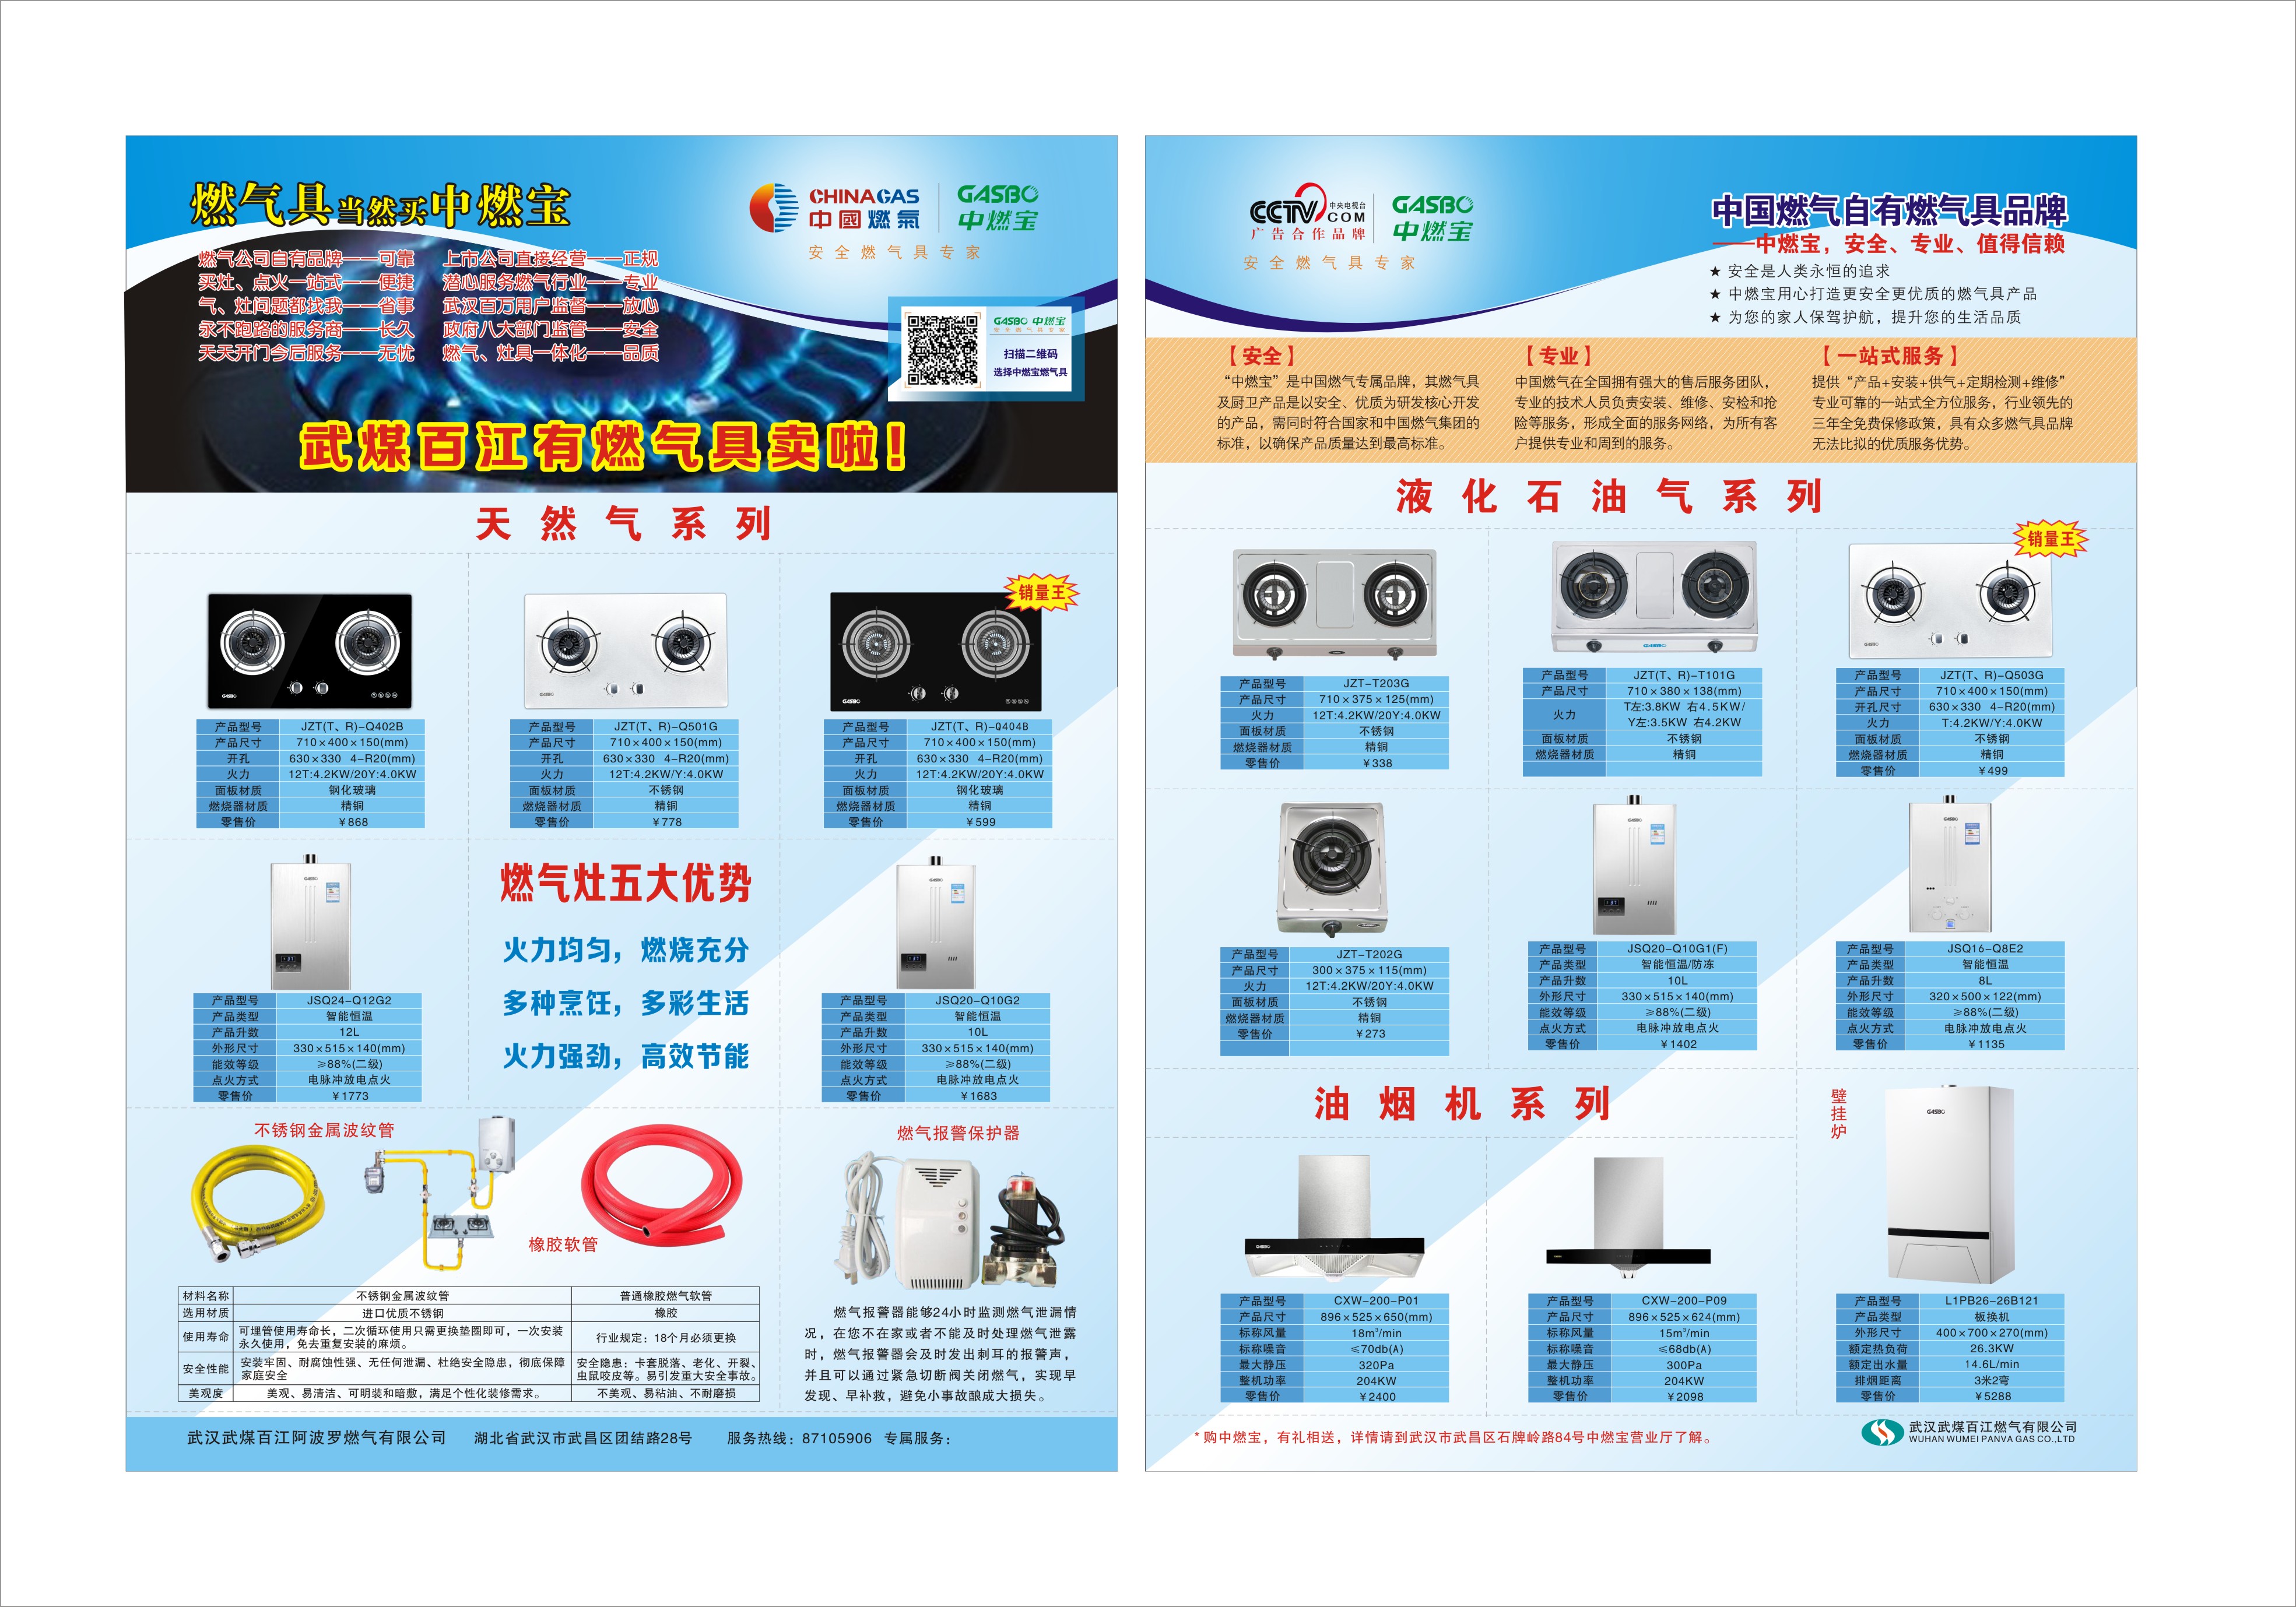 燃气具当然买中燃宝
CHINAGAS
中國燃氣
GASBO
中燃宝
安全燃气具专家
燃气公司自有品牌——可靠
买灶、点火一站式——便捷
气、灶问题都找我——省事
永不跑路的服务商——长久
天天开门今后服务——无忧
上市公司直接经营——正规
潜心服务燃气行业——专业
武汉百万用户监督——放心
政府八大部门监管——安全
燃气、灶具一体化——品质
GASBO 中燃宝
安全燃气具专家
扫描二维码
选择中燃宝燃气具
武煤百江有燃气具卖啦!
天然气系列
销量王
产品型号 JZT(T、R)-Q402B
产品尺寸 710×400×150(mm)
开孔 630×330 4-R20(mm)
火力 12T:4.2KW/20Y:4.0KW
面板材质 钢化玻璃
燃烧器材质 精铜
零售价 ¥868
产品型号 JZT(T、R)-Q501G
产品尺寸 710×400×150(mm)
开孔 630×330 4-R20(mm)
火力 12T:4.2KW/Y:4.0KW
面板材质 不锈钢
燃烧器材质 精铜
零售价 ¥778
产品型号 JZT(T、R)-Q404B
产品尺寸 710×400×150(mm)
开孔 630×330 4-R20(mm)
火力 12T:4.2KW/20Y:4.0KW
面板材质 钢化玻璃
燃烧器材质 精铜
零售价 ¥599
产品型号 JSQ24-Q12G2
产品类型 智能恒温
产品升数 12L
外形尺寸 330×515×140(mm)
能效等级 ≥88%(二级)
点火方式 电脉冲放电点火
零售价 ¥1773
燃气灶五大优势
火力均匀，燃烧充分
多种烹饪，多彩生活
火力强劲，高效节能
产品型号 JSQ20-Q10G2
产品类型 智能恒温
产品升数 10L
外形尺寸 330×515×140(mm)
能效等级 ≥88%(二级)
点火方式 电脉冲放电点火
零售价 ¥1683
不锈钢金属波纹管
橡胶软管
燃气报警保护器
材料名称 不锈钢金属波纹管 普通橡胶燃气软管
选用材质 进口优质不锈钢 橡胶
使用寿命 可埋管使用寿命长，二次循环使用只需更换垫圈即可，一次安装
永久使用，免去重复安装的麻烦。
行业规定：18个月必须更换
安全性能 安装牢固、耐腐蚀性强、无任何泄漏、杜绝安全隐患，彻底保障
家庭安全
安全隐患：卡套脱落、老化、开裂、
虫鼠咬皮等。易引发重大安全事故。
美观度 美观、易清洁、可明装和暗敷，满足个性化装修需求。 不美观、易粘油、不耐磨损
燃气报警器能够24小时监测燃气泄漏情
况，在您不在家或者不能及时处理燃气泄露
时，燃气报警器会及时发出刺耳的报警声，
并且可以通过紧急切断阀关闭燃气，实现早
发现、早补救，避免小事故酿成大损失。
武汉武煤百江阿波罗燃气有限公司 湖北省武汉市武昌区团结路28号 服务热线：87105906 专属服务：
CCTV 中央电视台
.COM
广告合作品牌
GASBO
中燃宝
安全燃气具专家
中国燃气自有燃气具品牌
——中燃宝，安全、专业、值得信赖
★ 安全是人类永恒的追求
★ 中燃宝用心打造更安全更优质的燃气具产品
★ 为您的家人保驾护航，提升您的生活品质
【安全】
“中燃宝”是中国燃气专属品牌，其燃气具
及厨卫产品是以安全、优质为研发核心开发
的产品，需同时符合国家和中国燃气集团的
标准，以确保产品质量达到最高标准。
【专业】
中国燃气在全国拥有强大的售后服务团队，
专业的技术人员负责安装、维修、安检和抢
险等服务，形成全面的服务网络，为所有客
户提供专业和周到的服务。
【一站式服务】
提供“产品+安装+供气+定期检测+维修”
专业可靠的一站式全方位服务，行业领先的
三年全免费保修政策，具有众多燃气具品牌
无法比拟的优质服务优势。
液化石油气系列
销量王
产品型号 JZT-T203G
产品尺寸 710×375×125(mm)
火力 12T:4.2KW/20Y:4.0KW
面板材质 不锈钢
燃烧器材质 精铜
零售价 ¥338
产品型号 JZT(T、R)-T101G
产品尺寸 710×380×138(mm)
火力 T左:3.8KW 右4.5KW/
Y左:3.5KW 右4.2KW
面板材质 不锈钢
燃烧器材质 精铜
产品型号 JZT(T、R)-Q503G
产品尺寸 710×400×150(mm)
开孔尺寸 630×330 4-R20(mm)
火力 T:4.2KW/Y:4.0KW
面板材质 不锈钢
燃烧器材质 精铜
零售价 ¥499
产品型号 JZT-T202G
产品尺寸 300×375×115(mm)
火力 12T:4.2KW/20Y:4.0KW
面板材质 不锈钢
燃烧器材质 精铜
零售价 ¥273
产品型号 JSQ20-Q10G1(F)
产品类型 智能恒温/防冻
产品升数 10L
外形尺寸 330×515×140(mm)
能效等级 ≥88%(二级)
点火方式 电脉冲放电点火
零售价 ¥1402
产品型号 JSQ16-Q8E2
产品类型 智能恒温
产品升数 8L
外形尺寸 320×500×122(mm)
能效等级 ≥88%(二级)
点火方式 电脉冲放电点火
零售价 ¥1135
油烟机系列
壁挂炉
GASBO
产品型号 CXW-200-P01
产品尺寸 896×525×650(mm)
标称风量 18m³/min
标称噪音 ≤70db(A)
最大静压 320Pa
整机功率 204KW
零售价 ¥2400
产品型号 CXW-200-P09
产品尺寸 896×525×624(mm)
标称风量 15m³/min
标称噪音 ≤68db(A)
最大静压 300Pa
整机功率 204KW
零售价 ¥2098
产品型号 L1PB26-26B121
产品类型 板换机
外形尺寸 400×700×270(mm)
额定热负荷 26.3KW
额定出水量 14.6L/min
排烟距离 3米2弯
零售价 ¥5288
*购中燃宝，有礼相送，详情请到武汉市武昌区石牌岭路84号中燃宝营业厅了解。
武汉武煤百江燃气有限公司
WUHAN WUMEI PANVA GAS CO.,LTD